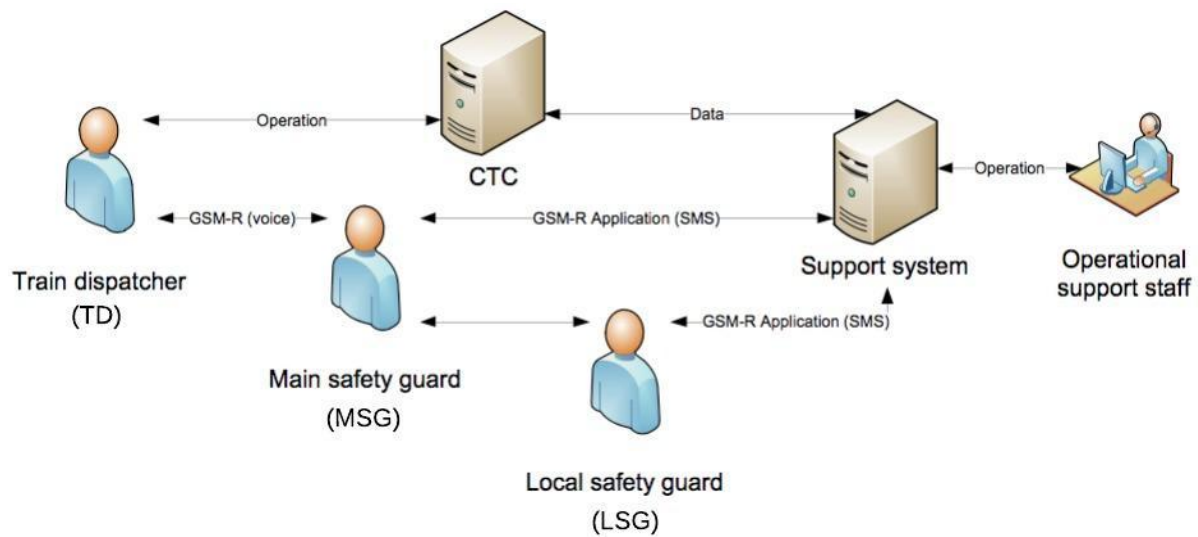 Operation
Data
CTC
Operation
GSM-R (voice)
GSM-R Application (SMS)
Train dispatcher
(TD)
Support system
Operational
support staff
GSM-R Application (SMS)
Main safety guard
(MSG)
Local safety guard
(LSG)